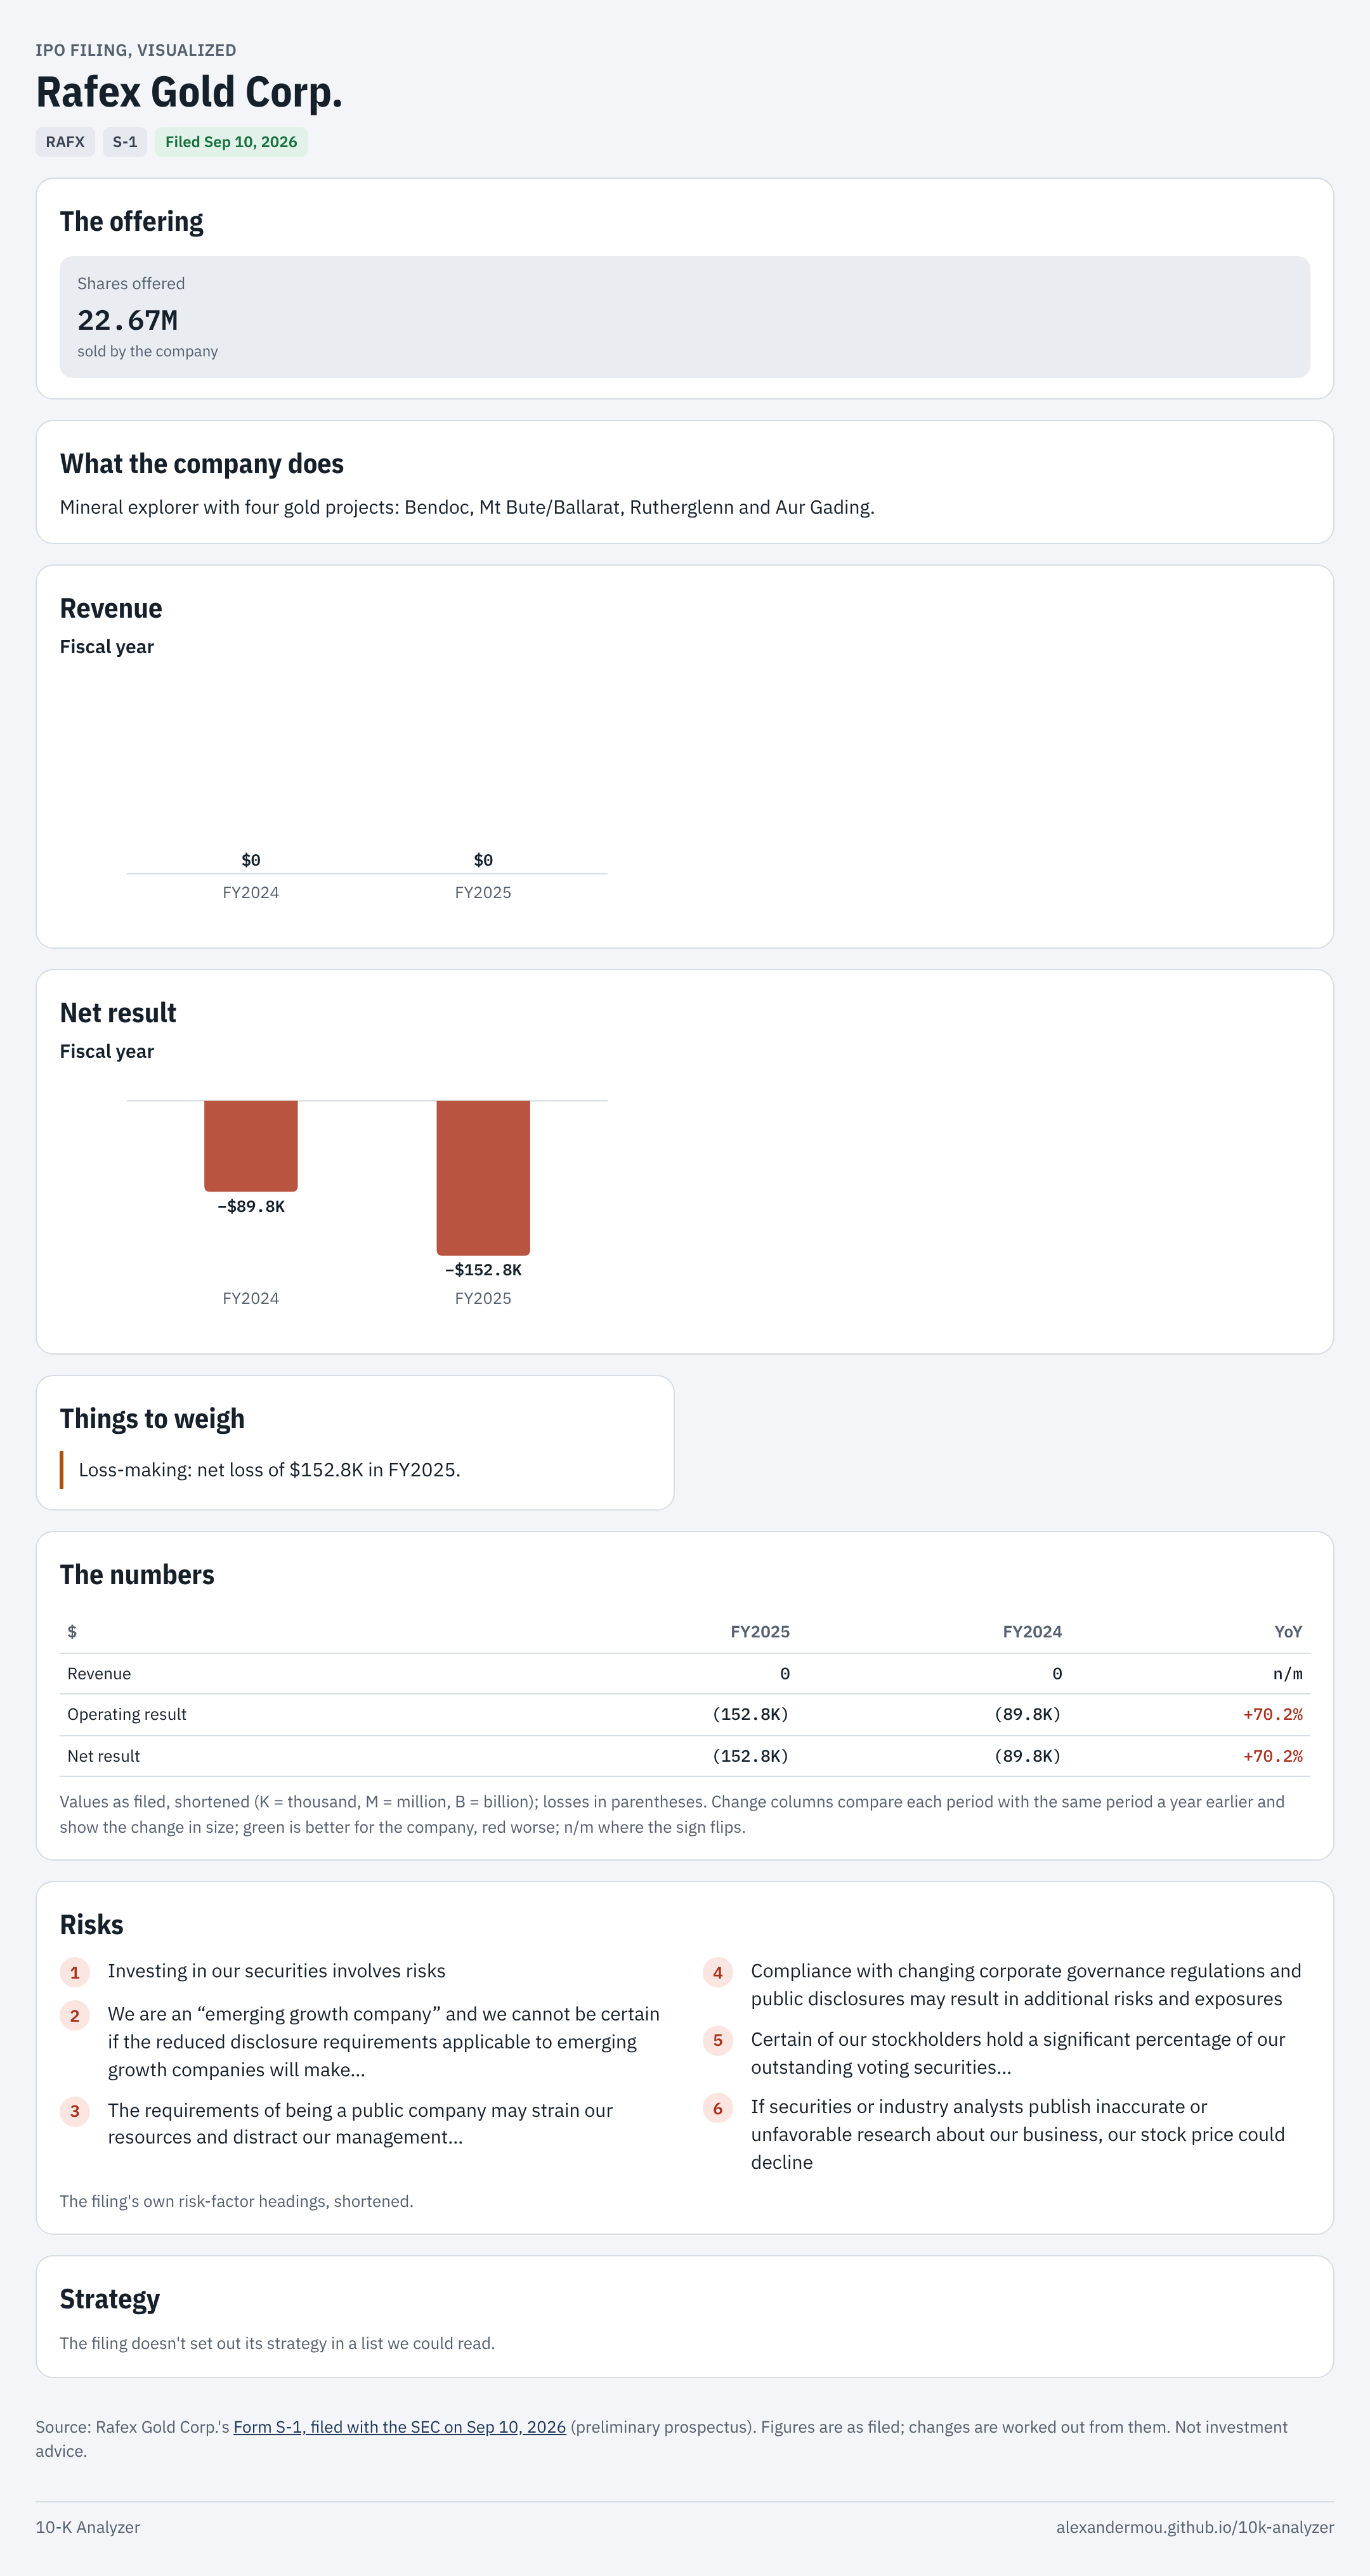 IPO FILING, VISUALIZED
Rafex Gold Corp.
RAFX S-1 Filed Sep 10, 2026
The offering
Shares offered
22.67M
sold by the company
What the company does
Mineral explorer with four gold projects: Bendoc, Mt Bute/Ballarat, Rutherglenn and Aur Gading.
Revenue
Fiscal year
$0 $0
FY2024 FY2025
Net result
Fiscal year
−$89.8K
−$152.8K
FY2024 FY2025
Things to weigh
Loss-making: net loss of $152.8K in FY2025.
The numbers
$ FY2025 FY2024 YoY
Revenue 0 0 n/m
Operating result (152.8K) (89.8K) +70.2%
Net result (152.8K) (89.8K) +70.2%
Values as filed, shortened (K = thousand, M = million, B = billion); losses in parentheses. Change columns compare each period with the same period a year earlier and
show the change in size; green is better for the company, red worse; n/m where the sign flips.
Risks
1 Investing in our securities involves risks
2 We are an “emerging growth company” and we cannot be certain
if the reduced disclosure requirements applicable to emerging
growth companies will make…
3 The requirements of being a public company may strain our
resources and distract our management…
4 Compliance with changing corporate governance regulations and
public disclosures may result in additional risks and exposures
5 Certain of our stockholders hold a significant percentage of our
outstanding voting securities…
6 If securities or industry analysts publish inaccurate or
unfavorable research about our business, our stock price could
decline
The filing's own risk-factor headings, shortened.
Strategy
The filing doesn't set out its strategy in a list we could read.
Source: Rafex Gold Corp.'s Form S-1, filed with the SEC on Sep 10, 2026 (preliminary prospectus). Figures are as filed; changes are worked out from them. Not investment
advice.
10-K Analyzer alexandermou.github.io/10k-analyzer